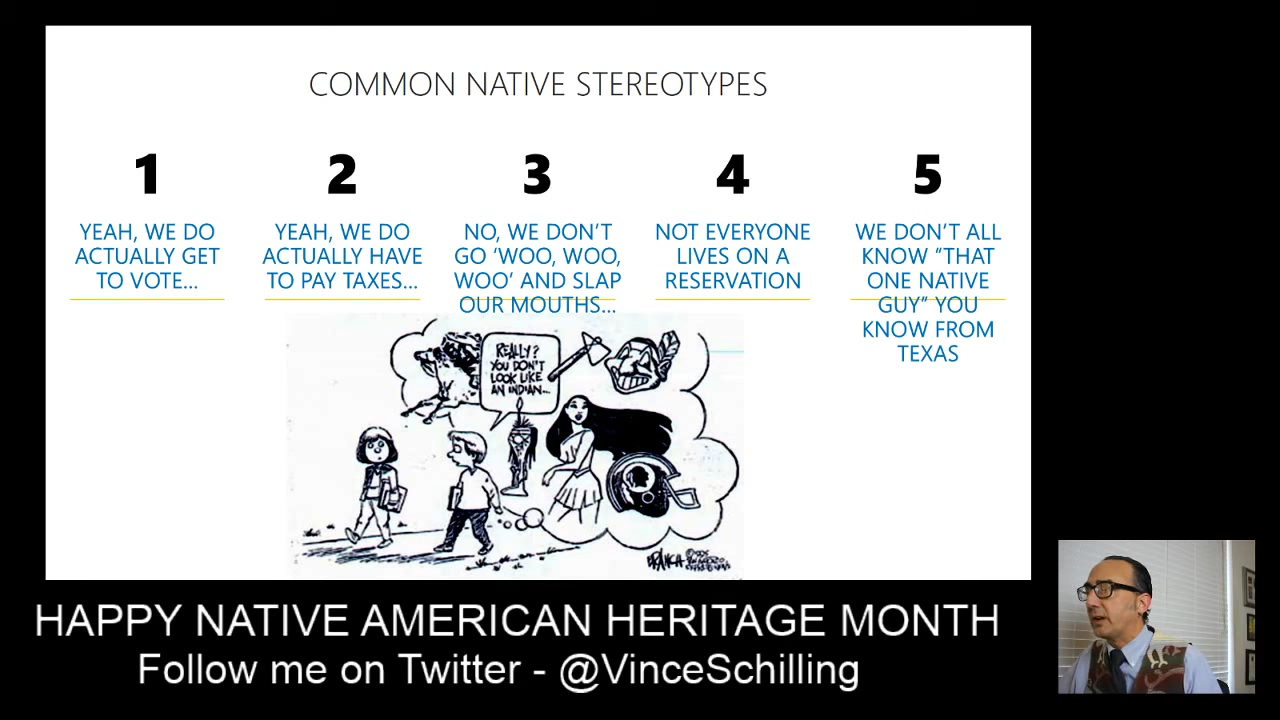 COMMON NATIVE STEREOTYPES
1
YEAH, WE DO
ACTUALLY GET
TO VOTE...
2
YEAH, WE DO
ACTUALLY HAVE
TO PAY TAXES...
3
NO, WE DON'T
GO 'WOO, WOO,
WOO' AND SLAP
OUR MOUTHS...
4
NOT EVERYONE
LIVES ON A
RESERVATION
5
WE DON'T ALL
KNOW "THAT
ONE NATIVE
GUY" YOU
KNOW FROM
TEXAS
REALLY?
YOU DON'T
LOOK LIKE
AN INDIAN...
BRANCH
HAPPY NATIVE AMERICAN HERITAGE MONTH
Follow me on Twitter - @VinceSchilling